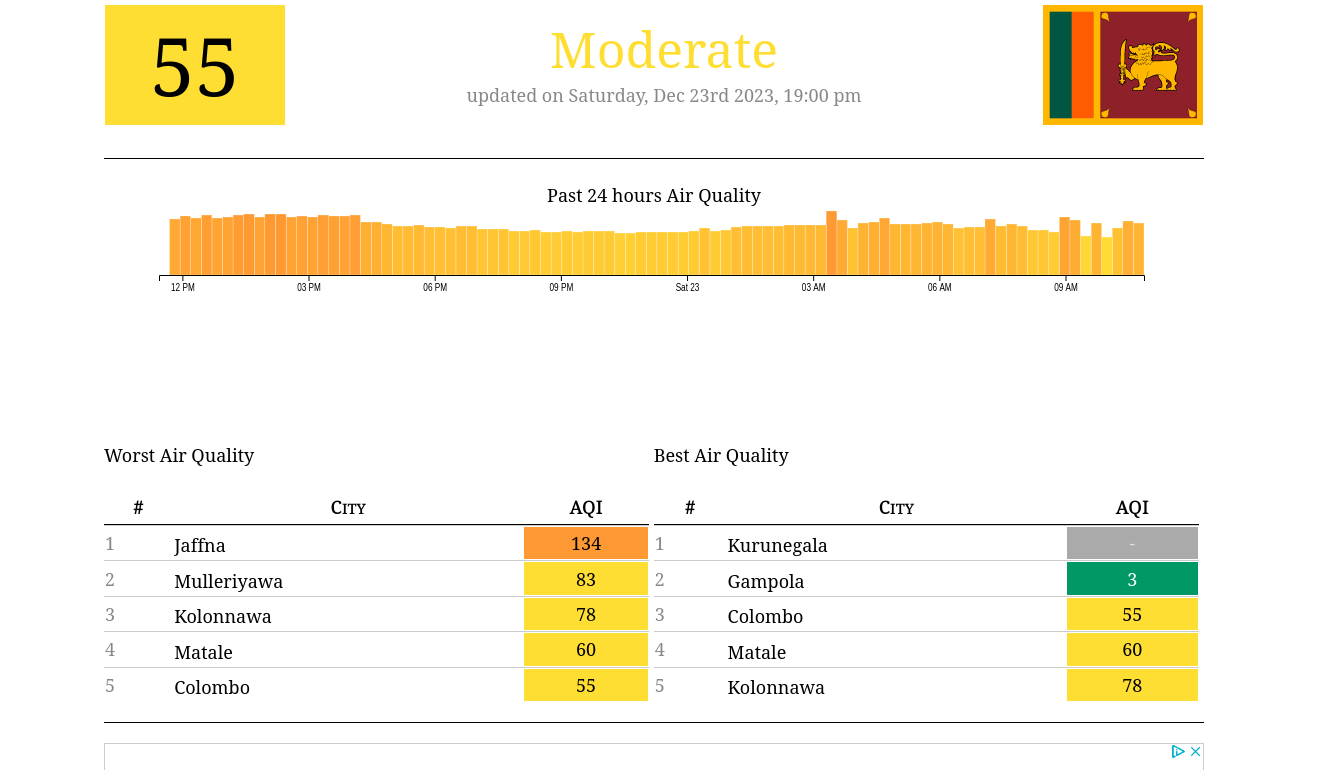 55
Moderate
updated on Saturday, Dec 23rd 2023, 19:00 pm
Past 24 hours Air Quality
12 PM 03 PM 06 PM 09 PM Sat 23 03 AM 06 AM 09 AM
Worst Air Quality
# City AQI
1 Jaffna 134
2 Mulleriyawa 83
3 Kolonnawa 78
4 Matale 60
5 Colombo 55
Best Air Quality
# City AQI
1 Kurunegala -
2 Gampola 3
3 Colombo 55
4 Matale 60
5 Kolonnawa 78